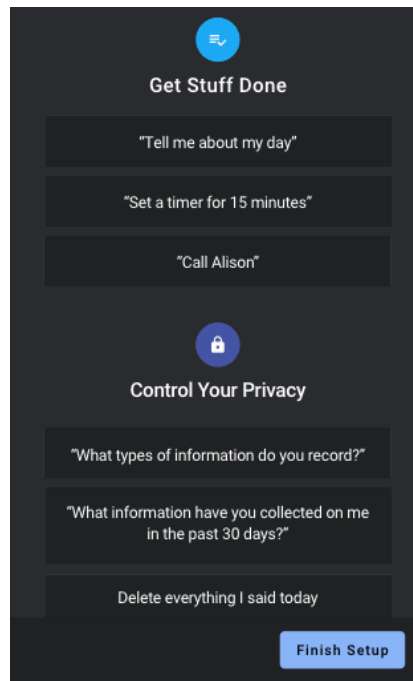 Get Stuff Done
“Tell me about my day”
“Set a timer for 15 minutes”
“Call Alison”
Control Your Privacy
“What types of information do you record?”
“What information have you collected on me
in the past 30 days?”
Delete everything I said today
Finish Setup